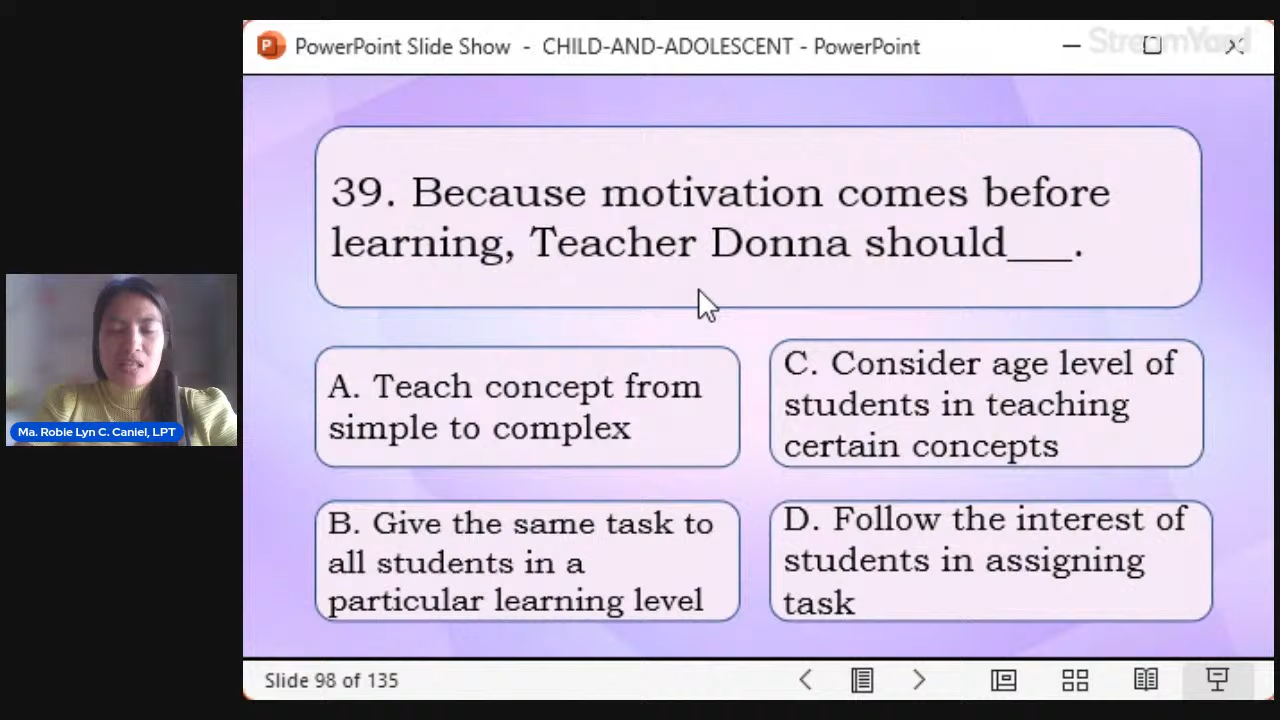 PowerPoint Slide Show - CHILD-AND-ADOLESCENT - PowerPoint
StreamYard
39. Because motivation comes before
learning, Teacher Donna should___.
A. Teach concept from
simple to complex
B. Give the same task to
all students in a
particular learning level
C. Consider age level of
students in teaching
certain concepts
D. Follow the interest of
students in assigning
task
Ma. Robie Lyn C. Caniel, LPT
Slide 98 of 135